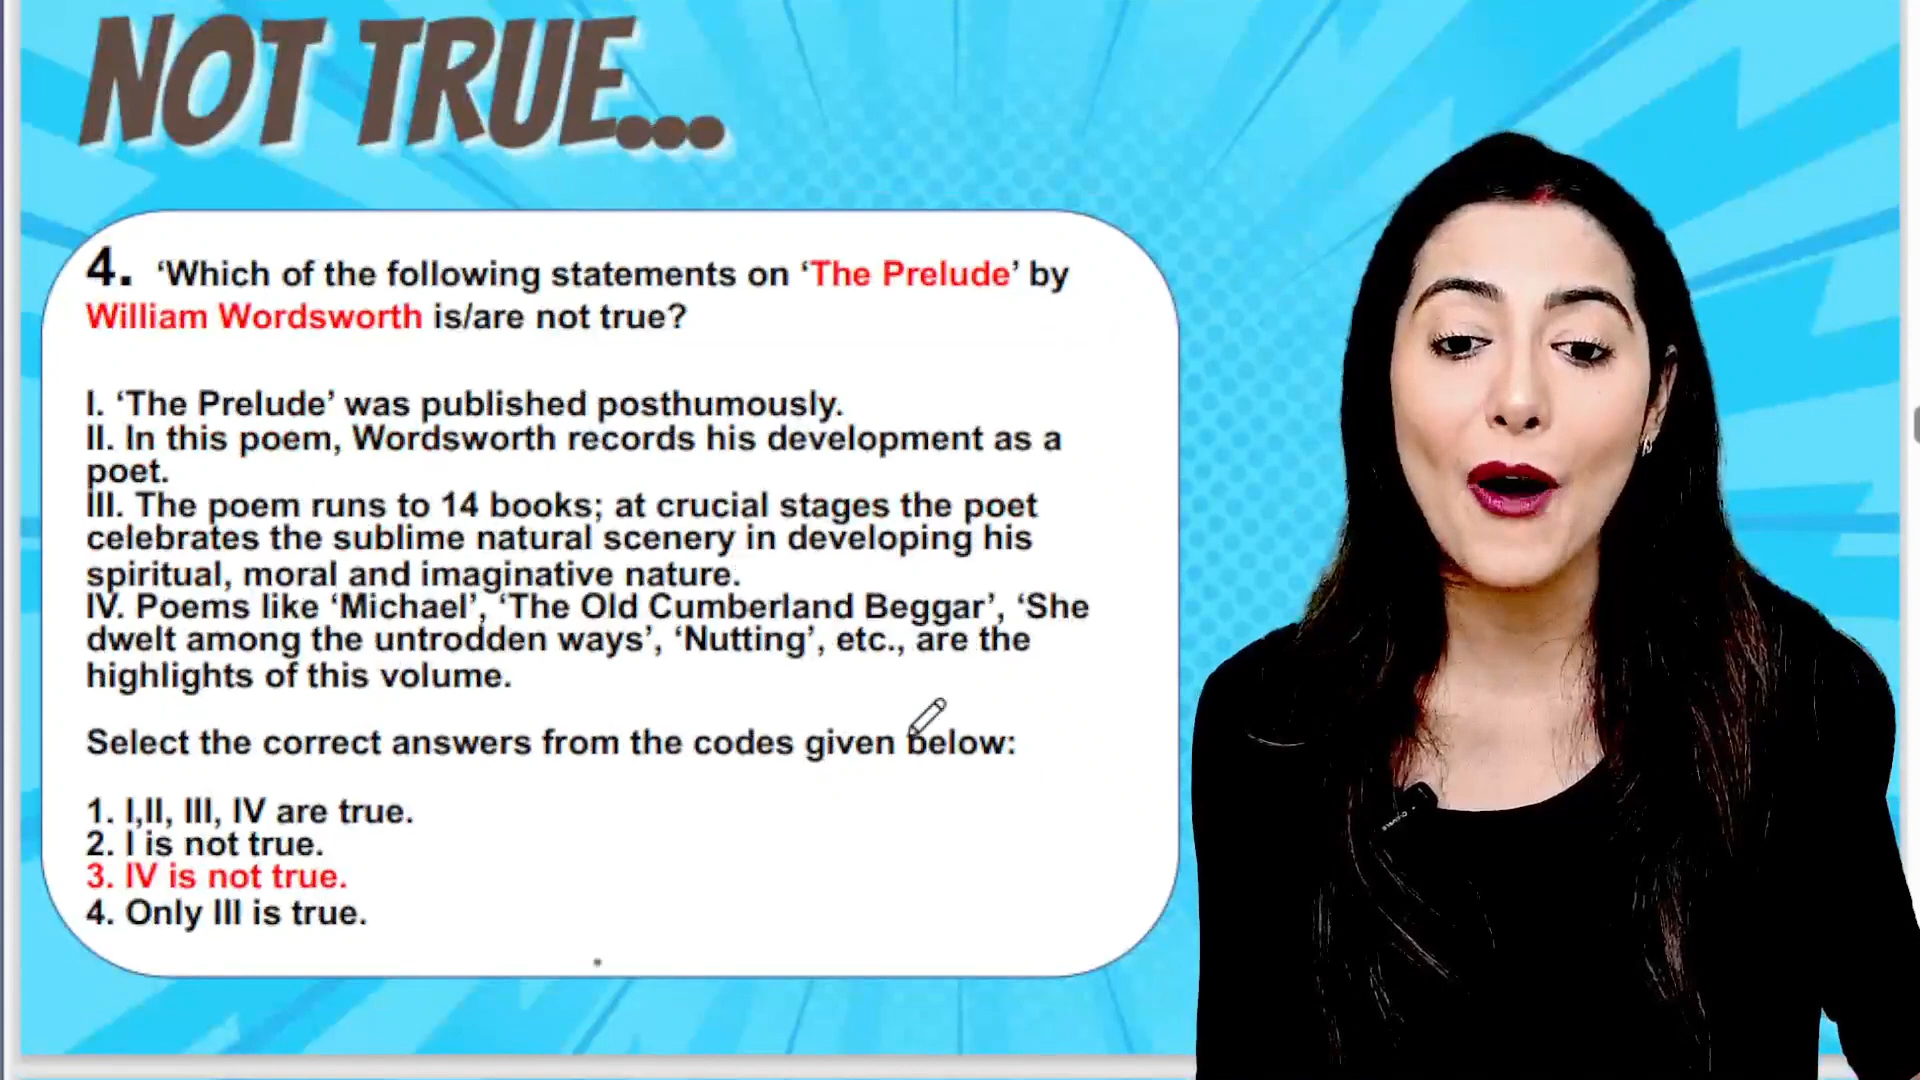 NOT TRUE...
4. ‘Which of the following statements on ‘The Prelude’ by
William Wordsworth is/are not true?
I. ‘The Prelude’ was published posthumously.
II. In this poem, Wordsworth records his development as a
poet.
III. The poem runs to 14 books; at crucial stages the poet
celebrates the sublime natural scenery in developing his
spiritual, moral and imaginative nature.
IV. Poems like ‘Michael’, ‘The Old Cumberland Beggar’, ‘She
dwelt among the untrodden ways’, ‘Nutting’, etc., are the
highlights of this volume.
Select the correct answers from the codes given below:
1. I,II, III, IV are true.
2. I is not true.
3. IV is not true.
4. Only III is true.